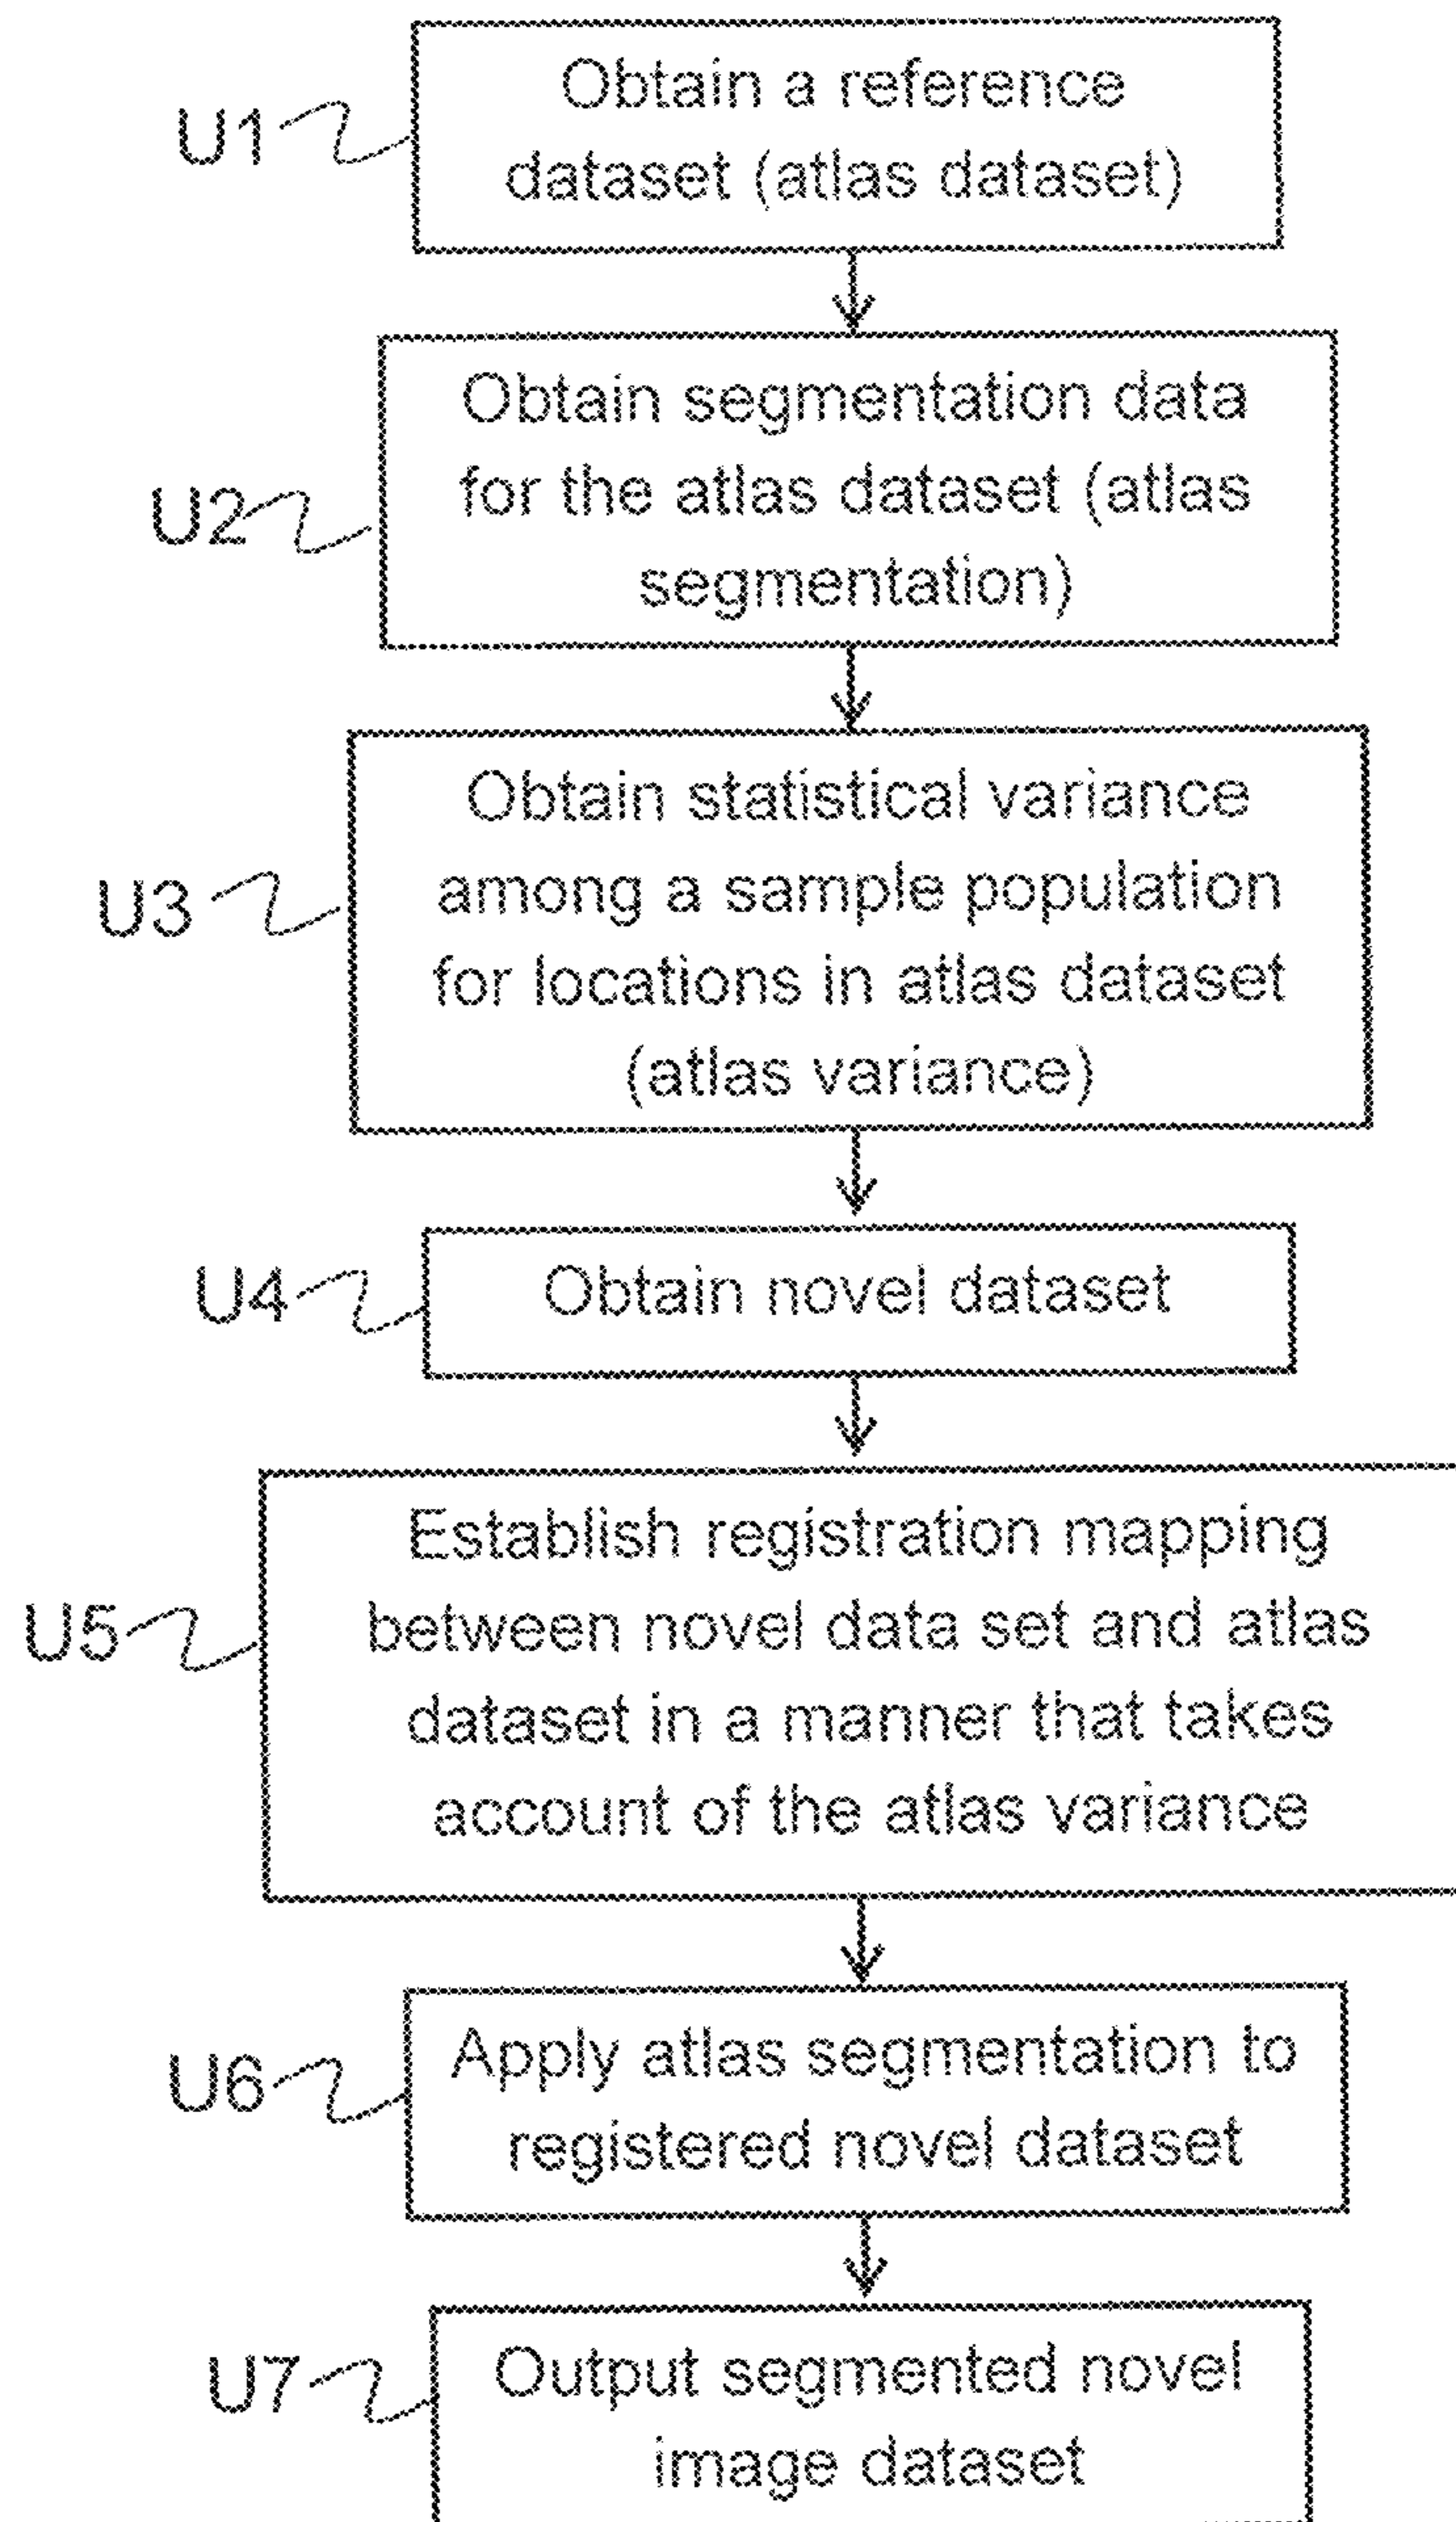 U1
Obtain a reference
dataset (atlas dataset)
U2
Obtain segmentation data
for the atlas dataset (atlas
segmentation)
U3
Obtain statistical variance
among a sample population
for locations in atlas dataset
(atlas variance)
U4
Obtain novel dataset
U5
Establish registration mapping
between novel data set and atlas
dataset in a manner that takes
account of the atlas variance
U6
Apply atlas segmentation to
registered novel dataset
U7
Output segmented novel
image dataset